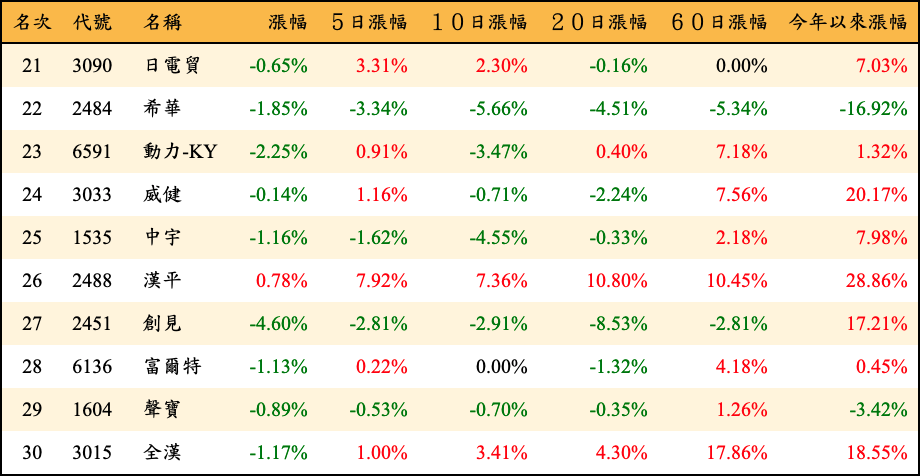 名次 代號 名稱 漲幅 5日漲幅 10日漲幅 20日漲幅 60日漲幅 今年以來漲幅
21 3090 日電貿 -0.65% 3.31% 2.30% -0.16% 0.00% 7.03%
22 2484 希華 -1.85% -3.34% -5.66% -4.51% -5.34% -16.92%
23 6591 動力-KY -2.25% 0.91% -3.47% 0.40% 7.18% 1.32%
24 3033 威健 -0.14% 1.16% -0.71% -2.24% 7.56% 20.17%
25 1535 中宇 -1.16% -1.62% -4.55% -0.33% 2.18% 7.98%
26 2488 漢平 0.78% 7.92% 7.36% 10.80% 10.45% 28.86%
27 2451 創見 -4.60% -2.81% -2.91% -8.53% -2.81% 17.21%
28 6136 富爾特 -1.13% 0.22% 0.00% -1.32% 4.18% 0.45%
29 1604 聲寶 -0.89% -0.53% -0.70% -0.35% 1.26% -3.42%
30 3015 全漢 -1.17% 1.00% 3.41% 4.30% 17.86% 18.55%